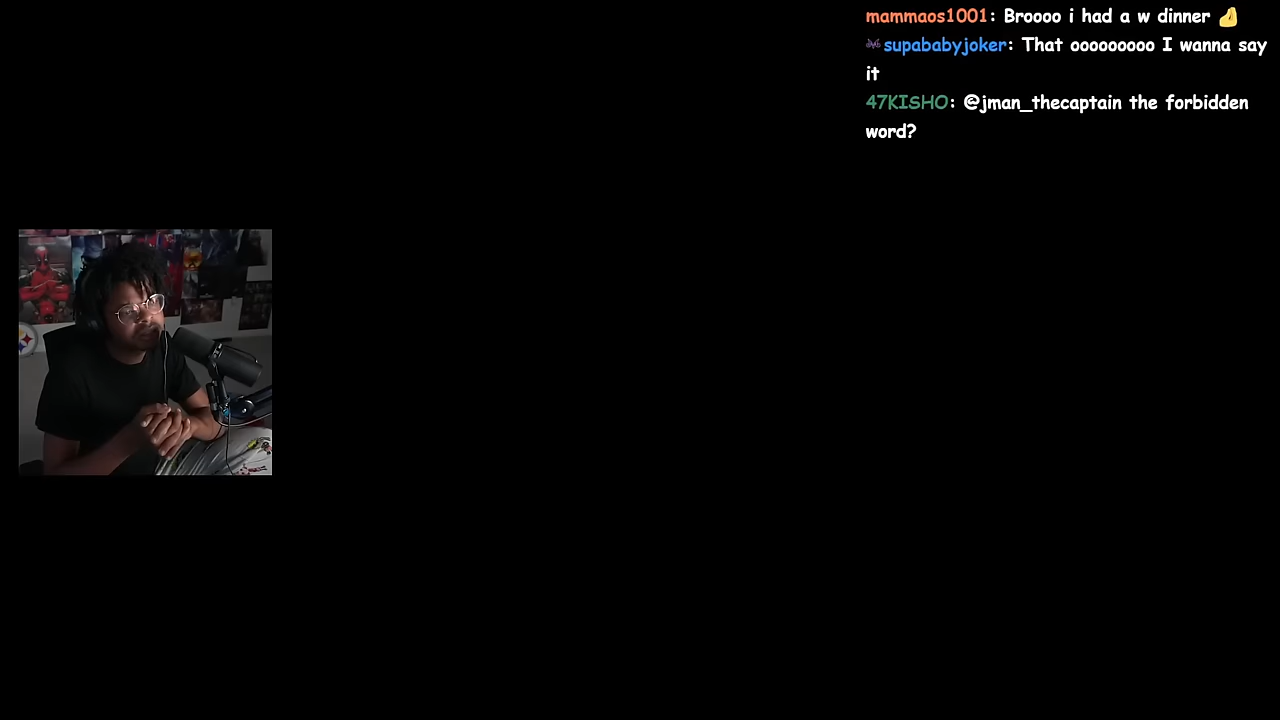 mammaos1001: Broooo i had a w dinner 🤌
supababyjoker: That ooooooooo I wanna say
it
47KISHO: @jman_thecaptain the forbidden
word?